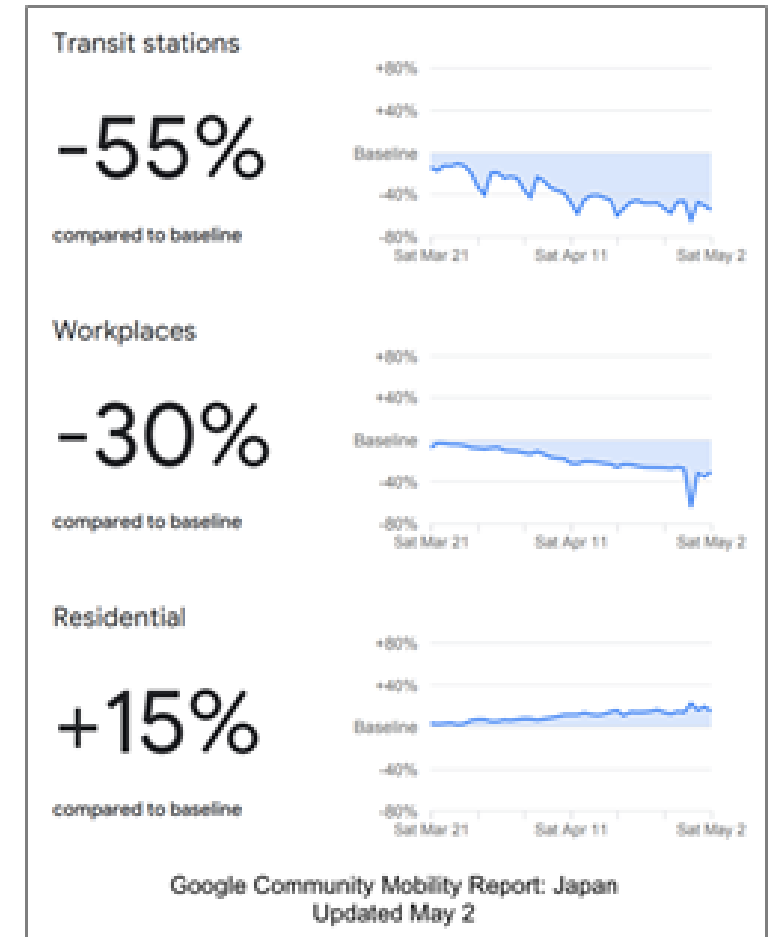 Transit stations
-55%
compared to baseline
+80%
+40%
Baseline
-40%
-80%
Sat Mar 21 Sat Apr 11 Sat May 2
Workplaces
-30%
compared to baseline
+80%
+40%
Baseline
-40%
-80%
Sat Mar 21 Sat Apr 11 Sat May 2
Residential
+15%
compared to baseline
+80%
+40%
Baseline
-40%
-80%
Sat Mar 21 Sat Apr 11 Sat May 2
Google Community Mobility Report: Japan
Updated May 2